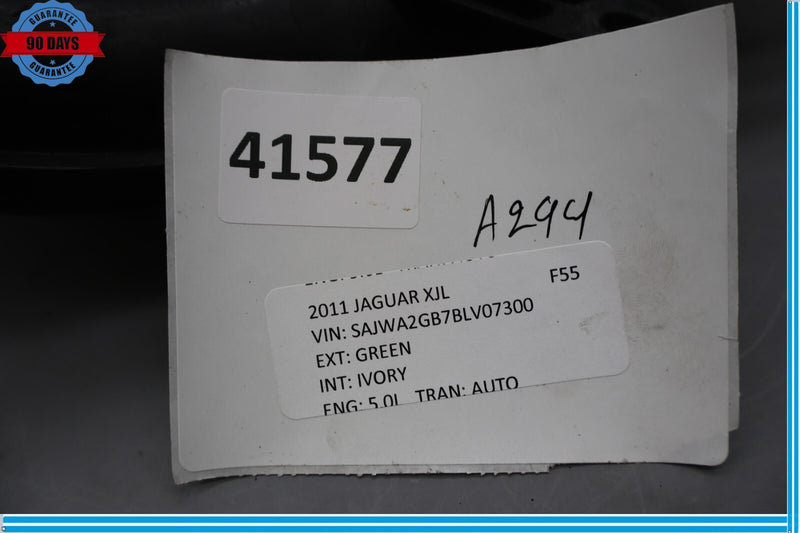 GUARANTEE
90 DAYS
GUARANTEE
41577
A294
F55
2011 JAGUAR XJL
VIN: SAJWA2GB7BLV07300
EXT: GREEN
INT: IVORY
ENG: 5.0L TRAN: AUTO